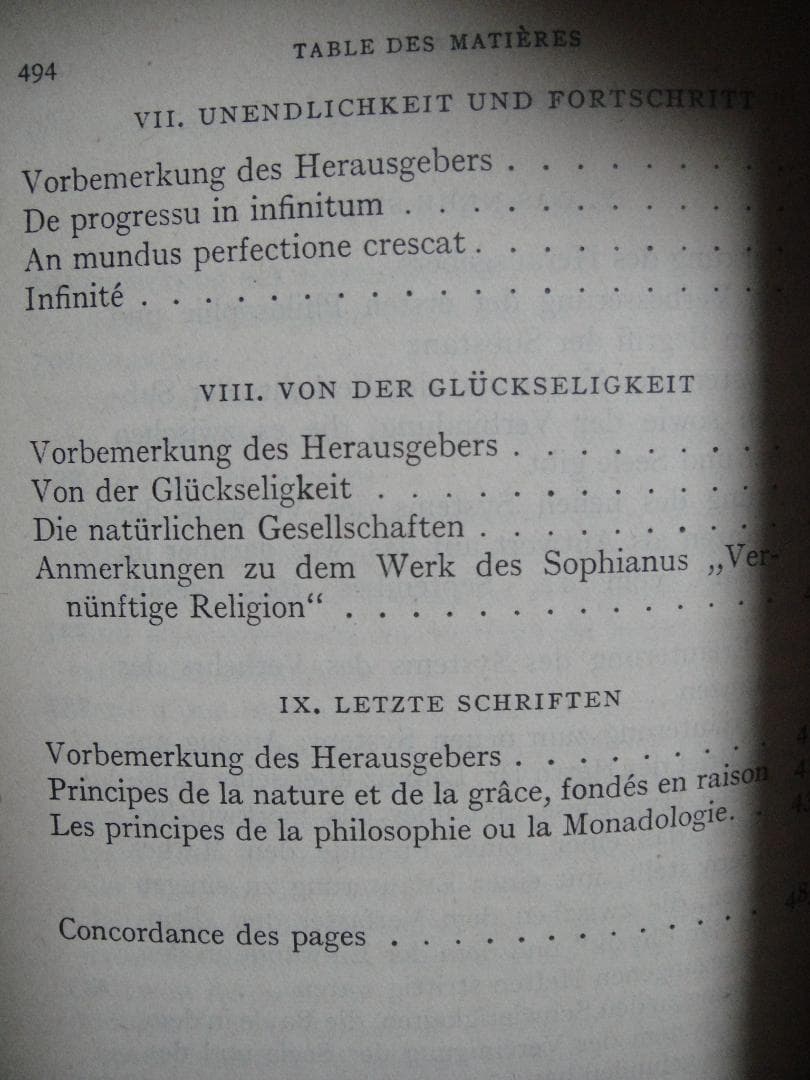 494
TABLE DES MATIÈRES
VII. UNENDLICHKEIT UND FORTSCHRITT
Vorbemerkung des Herausgebers . . . . . . . . .
De progressu in infinitum . . . . . . . . . . . .
An mundus perfectione crescat . . . . . . . . . .
Infinité . . . . . . . . . . . . . . . . . . .
VIII. VON DER GLÜCKSELIGKEIT
Vorbemerkung des Herausgebers . . . . . . . . .
Von der Glückseligkeit . . . . . . . . . . . . .
Die natürlichen Gesellschaften . . . . . . . . . .
Anmerkungen zu dem Werk des Sophianus „Ver-
nünftige Religion“ . . . . . . . . . . . . . .
IX. LETZTE SCHRIFTEN
Vorbemerkung des Herausgebers . . . . . . . . .
Principes de la nature et de la grâce, fondés en raison
Les principes de la philosophie ou la Monadologie. .
Concordance des pages . . . . . . . . . . . . .